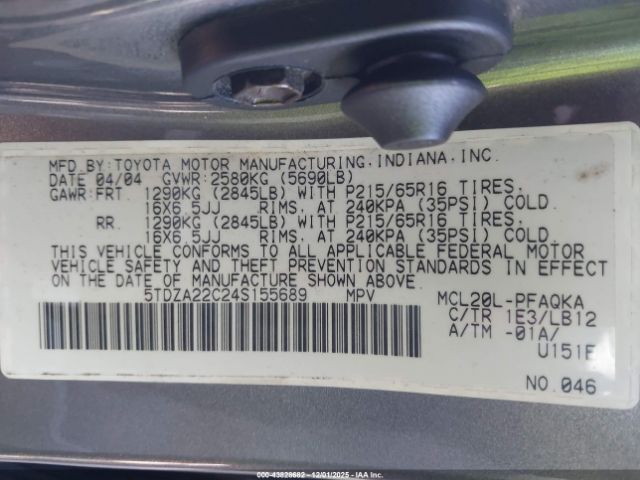 MFD.BY:TOYOTA MOTOR MANUFACTURING,INDIANA,INC.
DATE 04/04 GVWR:2580KG (5690LB)
GAWR:FRT. 1290KG (2845LB) WITH P215/65R16 TIRES,
16X6.5JJ RIMS, AT 240KPA (35PSI) COLD.
RR. 1290KG (2845LB) WITH P215/65R16 TIRES,
16X6.5JJ RIMS, AT 240KPA (35PSI) COLD.
THIS VEHICLE CONFORMS TO ALL APPLICABLE FEDERAL MOTOR
VEHICLE SAFETY AND THEFT PREVENTION STANDARDS IN EFFECT
ON THE DATE OF MANUFACTURE SHOWN ABOVE.
5TDZA22C24S155689 MPV MCL20L-PFAQKA
C/TR 1E3/LB12
A/TM -01A/
U151F
NO.046
000-43828682 - 12/01/2025 - IAA Inc.